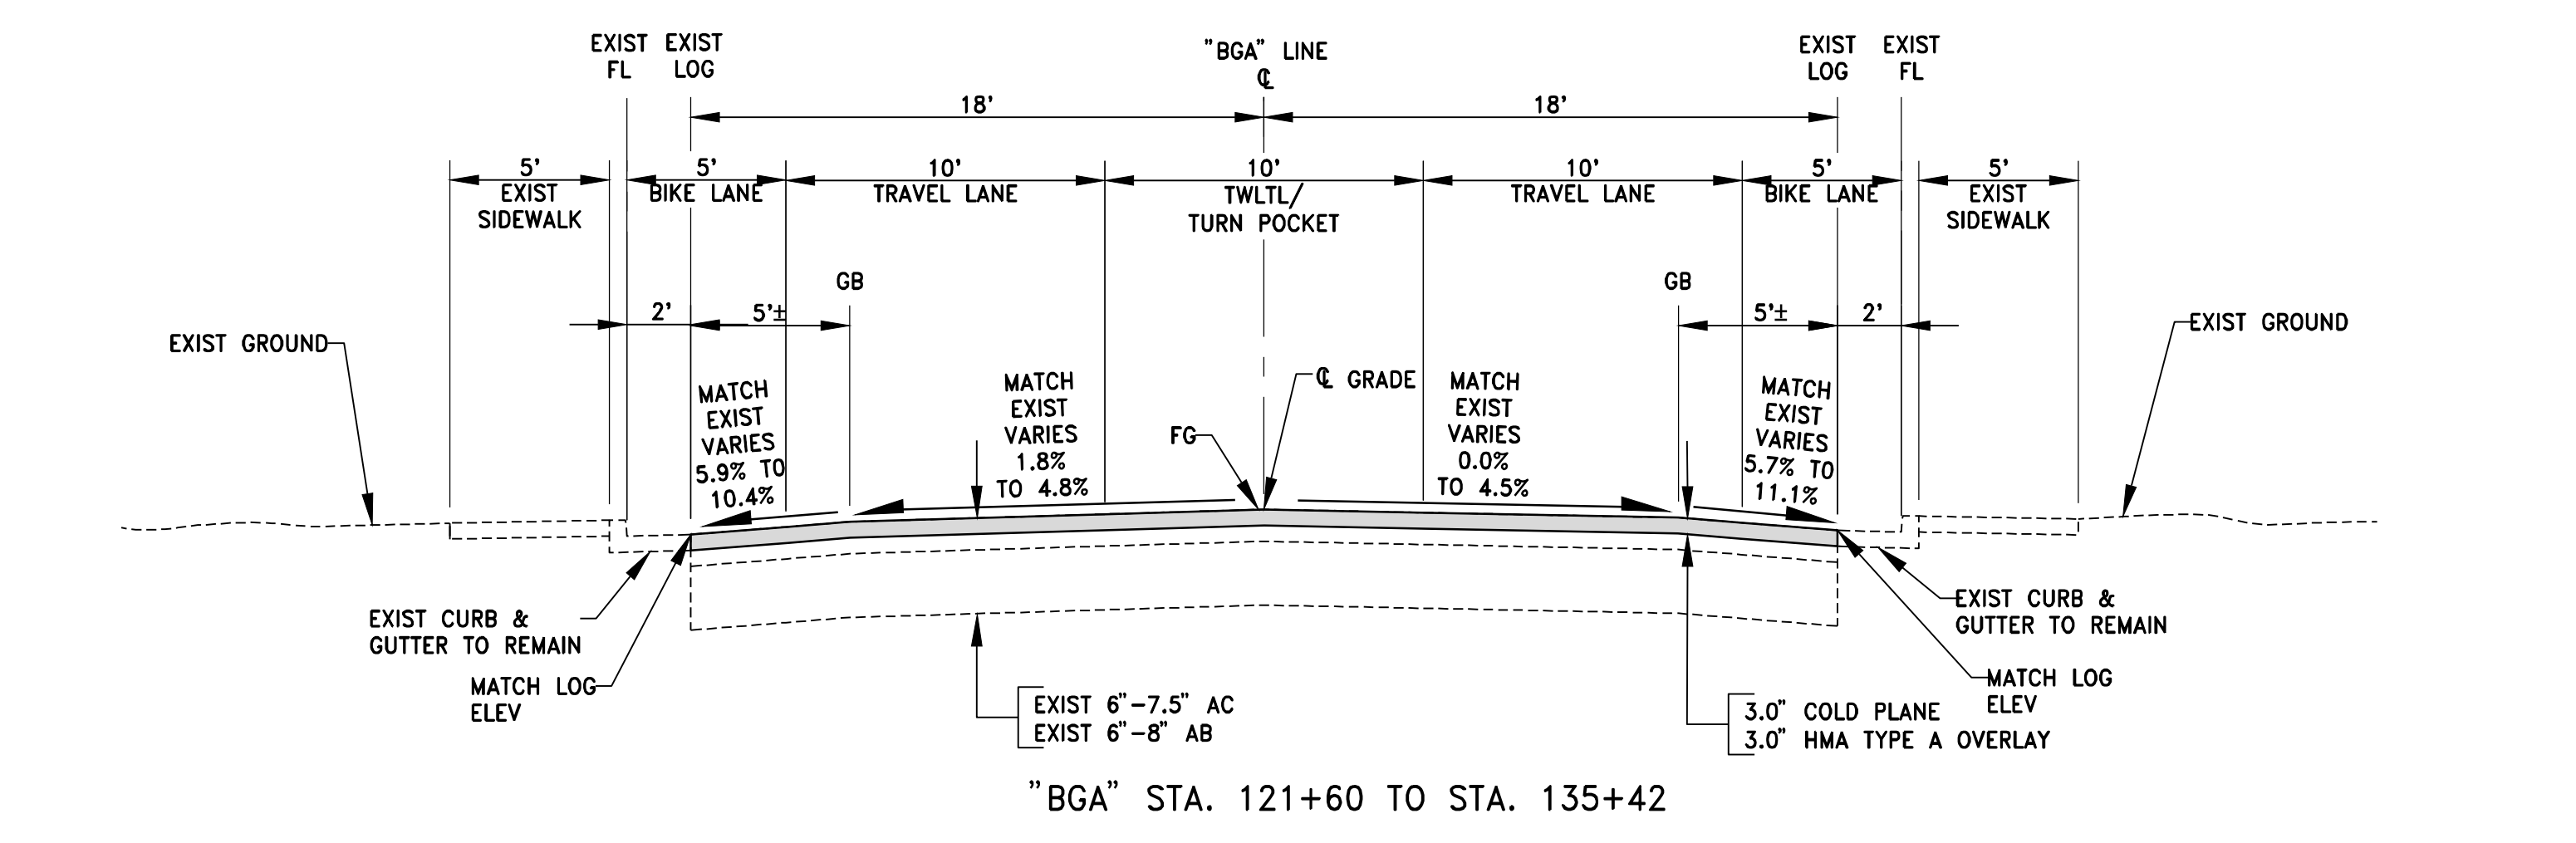 EXIST EXIST
FL LOG
"BGA" LINE
℄
EXIST EXIST
LOG FL
18' 18'
5' 5' 10' 10' 10' 5' 5'
EXIST
SIDEWALK
BIKE LANE
TRAVEL LANE
TWLTL/
TURN POCKET
TRAVEL LANE
BIKE LANE
EXIST
SIDEWALK
GB GB
2' 5'± 5'± 2'
EXIST GROUND
EXIST GROUND
MATCH
EXIST
VARIES
5.9% TO
10.4%
MATCH
EXIST
VARIES
1.8%
TO 4.8%
FG
℄ GRADE
MATCH
EXIST
VARIES
0.0%
TO 4.5%
MATCH
EXIST
VARIES
5.7% TO
11.1%
EXIST CURB &
GUTTER TO REMAIN
MATCH LOG
ELEV
EXIST 6"-7.5" AC
EXIST 6"-8" AB
EXIST CURB &
GUTTER TO REMAIN
MATCH LOG
ELEV
3.0" COLD PLANE
3.0" HMA TYPE A OVERLAY
"BGA" STA. 121+60 TO STA. 135+42